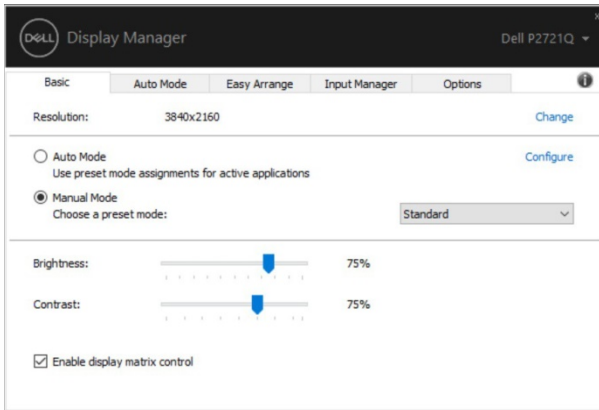 DELL Display Manager
Dell P2721Q
Basic Auto Mode Easy Arrange Input Manager Options
Resolution: 3840x2160 Change
Auto Mode Configure
Use preset mode assignments for active applications
Manual Mode
Choose a preset mode: Standard
Brightness: 75%
Contrast: 75%
Enable display matrix control